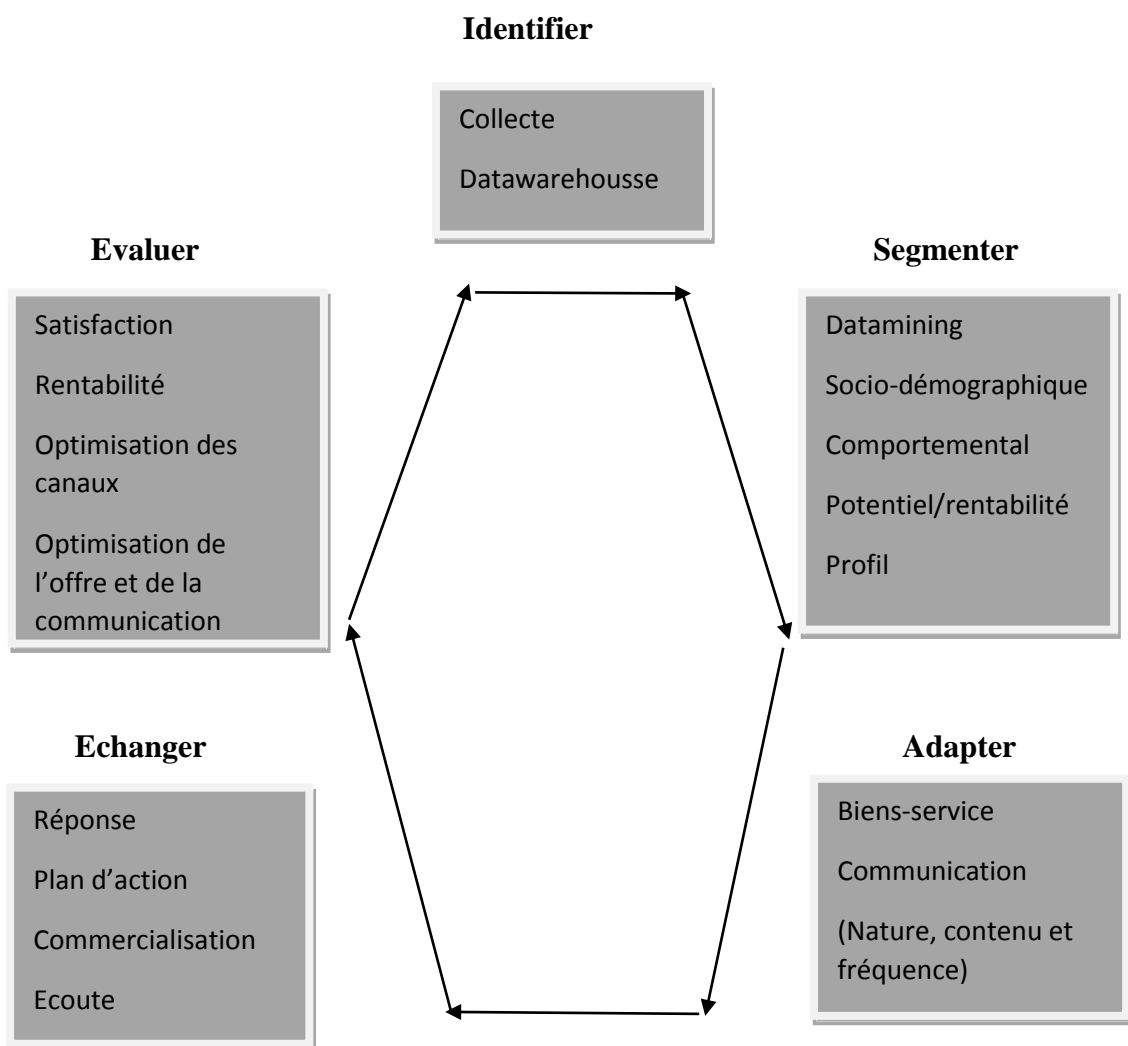 Identifier
Collecte
Datawarehousse
Evaluer
Satisfaction
Rentabilité
Optimisation des
canaux
Optimisation de
l’offre et de la
communication
Segmenter
Datamining
Socio-démographique
Comportemental
Potentiel/rentabilité
Profil
Echanger
Réponse
Plan d’action
Commercialisation
Ecoute
Adapter
Biens-service
Communication
(Nature, contenu et
fréquence)